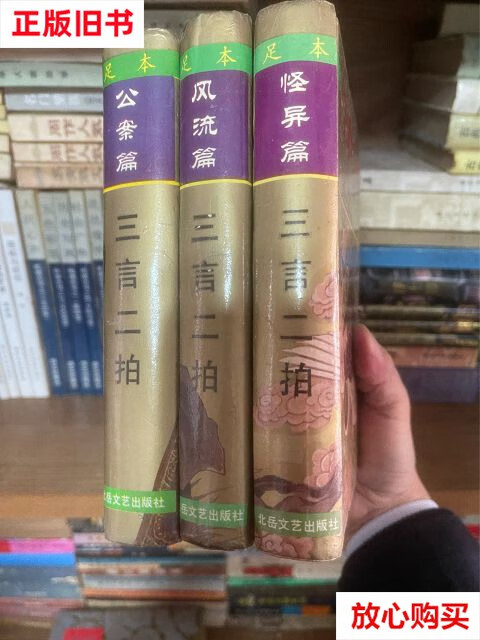 正版旧书
足本
公案篇
三言二拍
北岳文艺出版社
足本
风流篇
三言二拍
岳文艺出版社
足本
怪异篇
三言二拍
北岳文艺出版社
放心购买